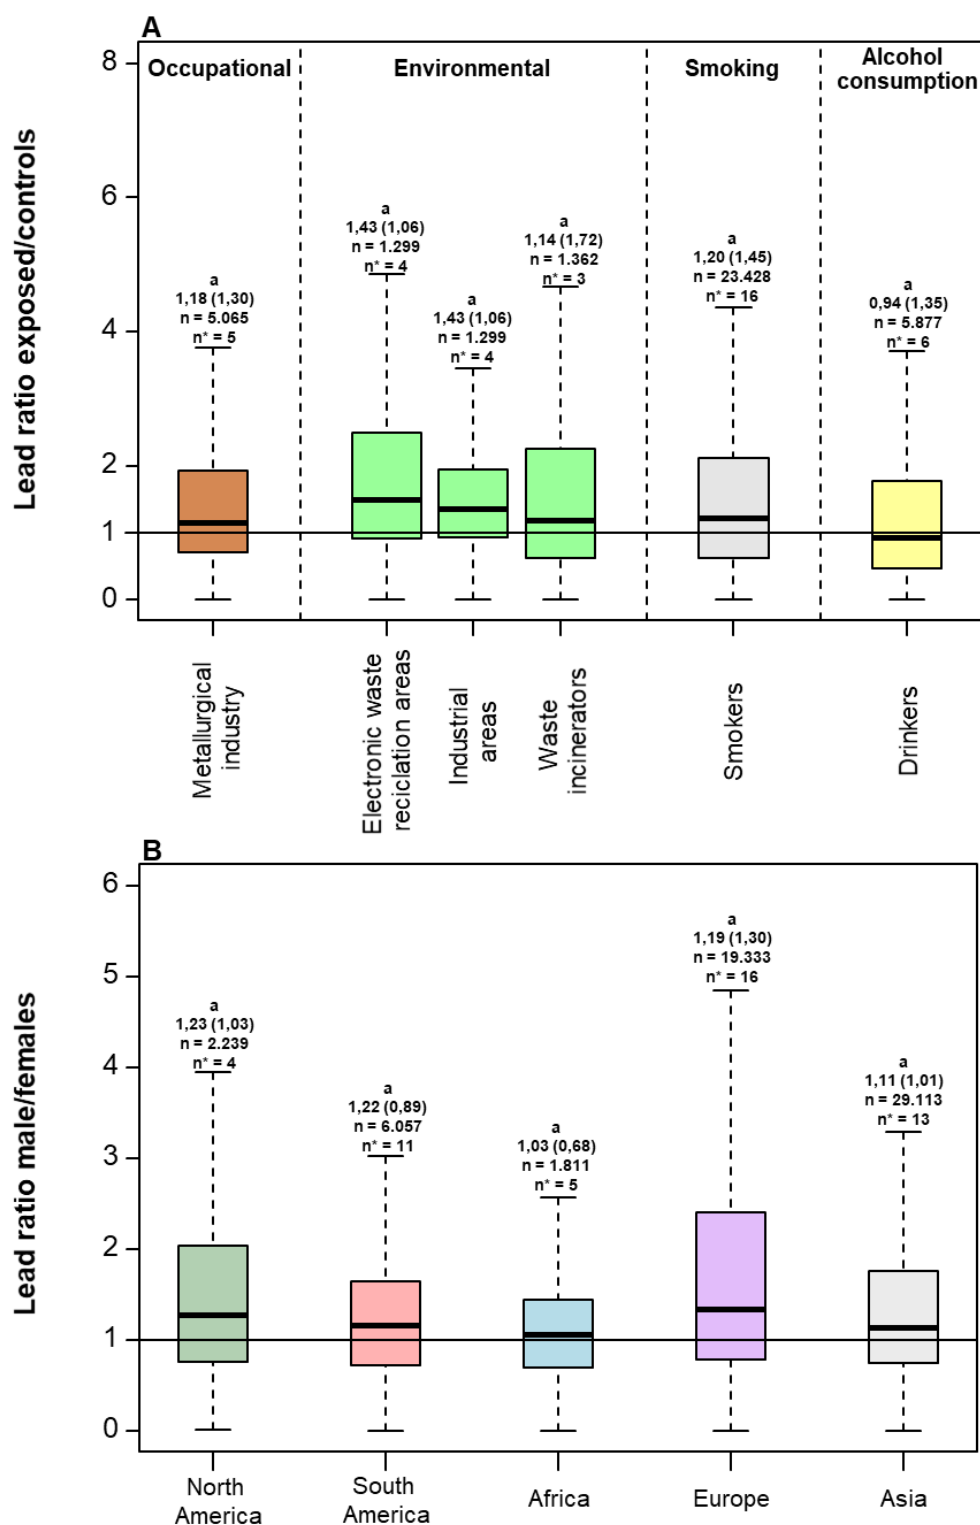 A
Lead ratio exposed/controls
8
6
4
2
1
0
Occupational
Environmental
Smoking
Alcohol
consumption
a
1,18 (1,30)
n = 5.065
n* = 5
a
1,43 (1,06)
n = 1.299
n* = 4
a
1,43 (1,06)
n = 1.299
n* = 4
a
1,14 (1,72)
n = 1.362
n* = 3
a
1,20 (1,45)
n = 23.428
n* = 16
a
0,94 (1,35)
n = 5.877
n* = 6
Metallurgical
industry
Electronic waste
reciclation areas
Industrial
areas
Waste
incinerators
Smokers
Drinkers
B
Lead ratio male/females
6
5
4
3
2
1
0
a
1,23 (1,03)
n = 2.239
n* = 4
a
1,22 (0,89)
n = 6.057
n* = 11
a
1,03 (0,68)
n = 1.811
n* = 5
a
1,19 (1,30)
n = 19.333
n* = 16
a
1,11 (1,01)
n = 29.113
n* = 13
North
America
South
America
Africa
Europe
Asia